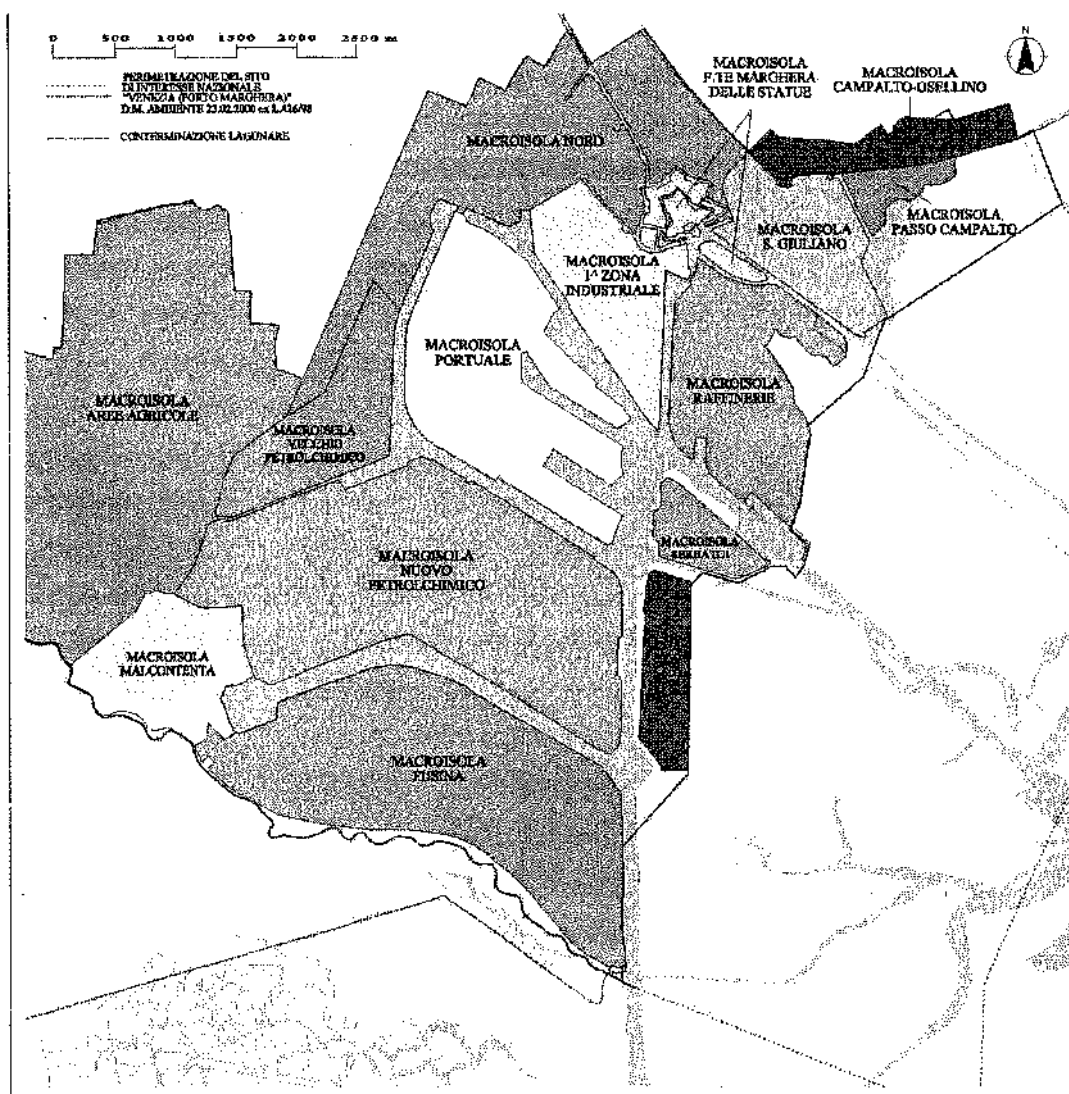 0 500 1000 1500 2000 2500 m
PERIMETRAZIONE DEL SITO
DI INTERESSE NAZIONALE
"VENEZIA (PORTO MARGHERA)"
D.M. AMBIENTE 23.02.2000 ex L.426/98
CONTERMINAZIONE LAGUNARE
N
MACROISOLA
F.TE MARGHERA
DELLE STATUE
MACROISOLA
CAMPALTO-OSELLINO
MACROISOLA NORD
MACROISOLA
PASSO CAMPALTO
MACROISOLA
S. GIULIANO
MACROISOLA
1^ ZONA
INDUSTRIALE
MACROISOLA
PORTUALE
MACROISOLA
RAFFINERIE
MACROISOLA
AREE AGRICOLE
MACROISOLA
VECCHIO
PETROLCHIMICO
MACROISOLA
SERBATOI
MACROISOLA
NUOVO
PETROLCHIMICO
MACROISOLA
MALCONTENTA
MACROISOLA
FUSINA